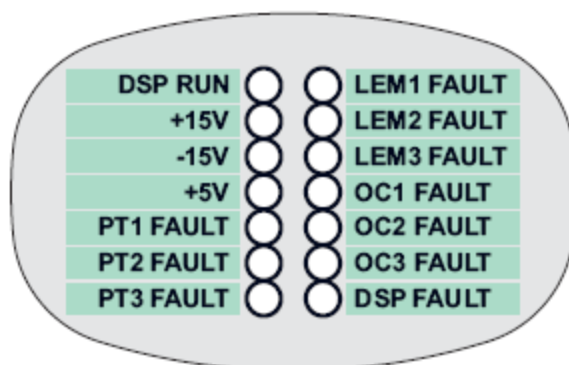 DSP RUN LEM1 FAULT
+15V LEM2 FAULT
-15V LEM3 FAULT
+5V OC1 FAULT
PT1 FAULT OC2 FAULT
PT2 FAULT OC3 FAULT
PT3 FAULT DSP FAULT